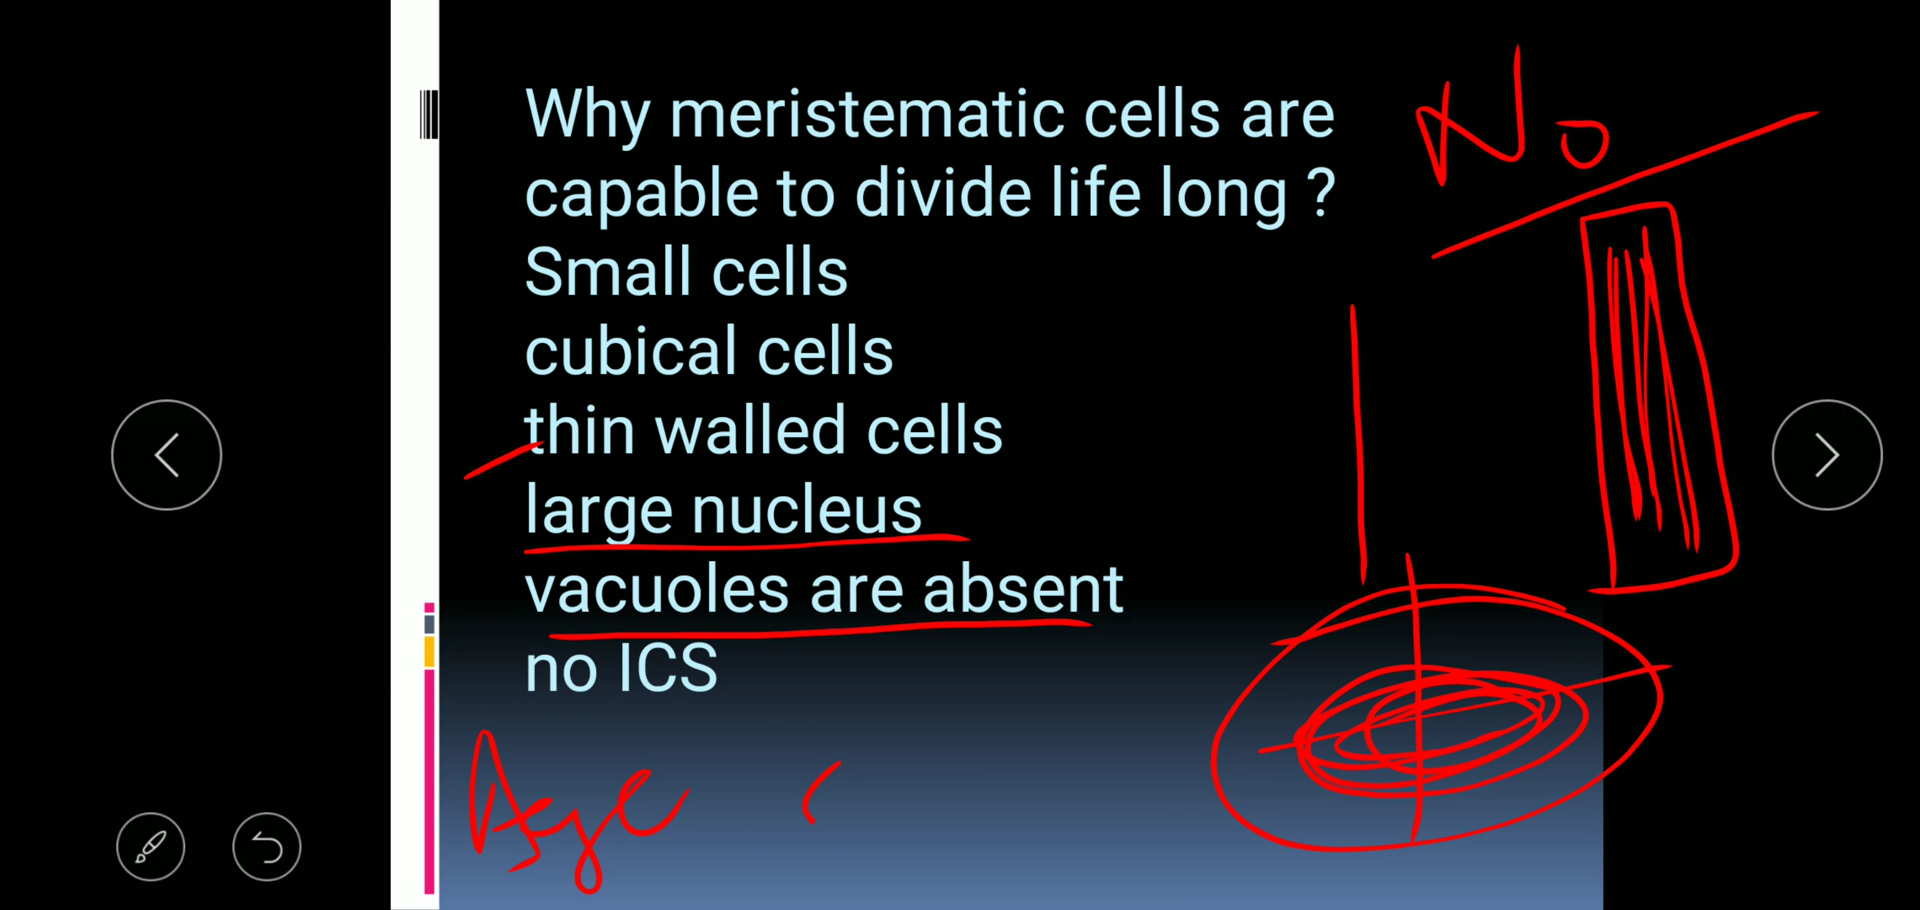 Why meristematic cells are
capable to divide life long ?
Small cells
cubical cells
thin walled cells
large nucleus
vacuoles are absent
no ICS
No
Age